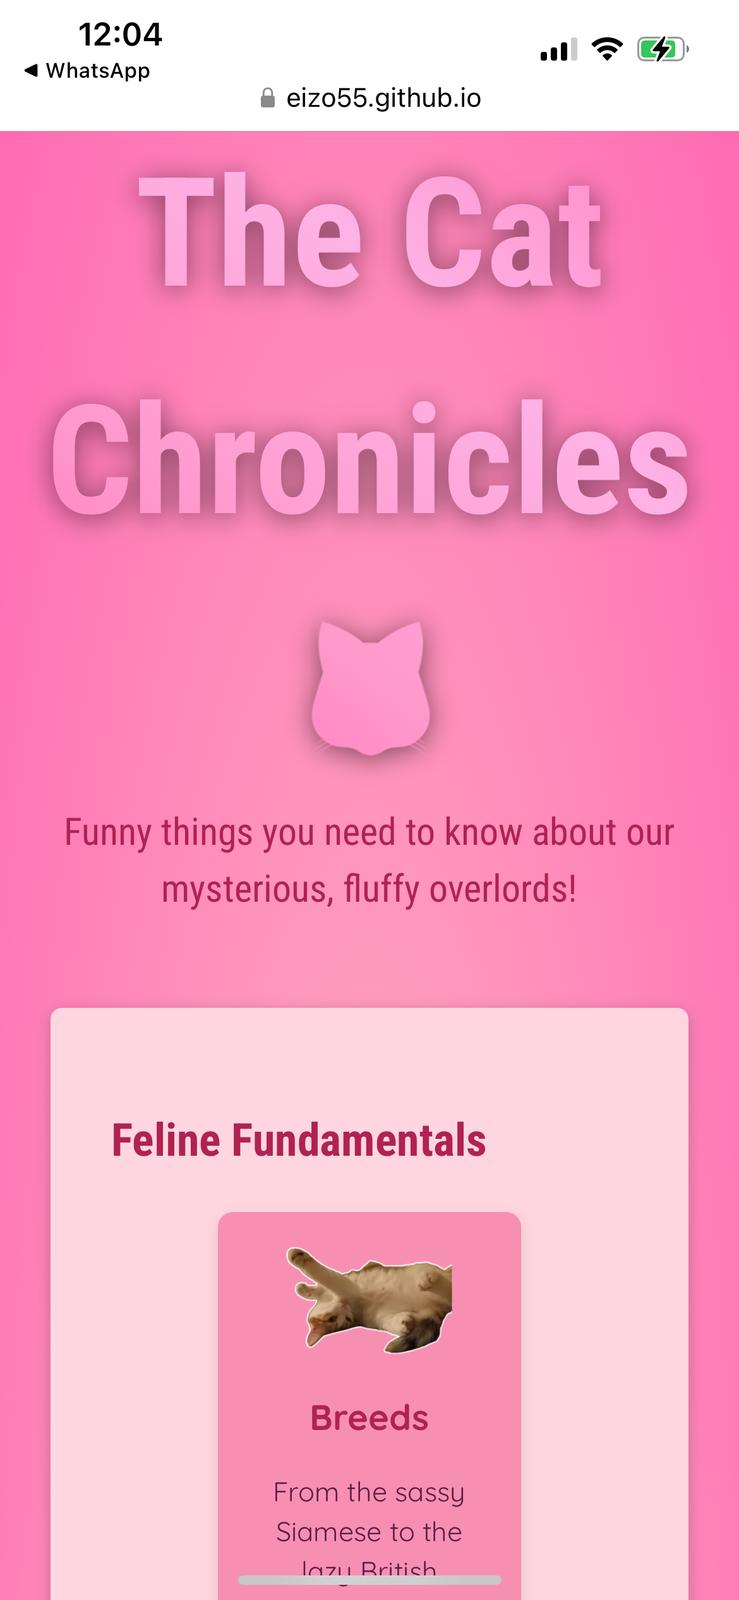 12:04
◀ WhatsApp
eizo55.github.io
The Cat
Chronicles
Funny things you need to know about our
mysterious, fluffy overlords!
Feline Fundamentals
Breeds
From the sassy
Siamese to the
lazy British